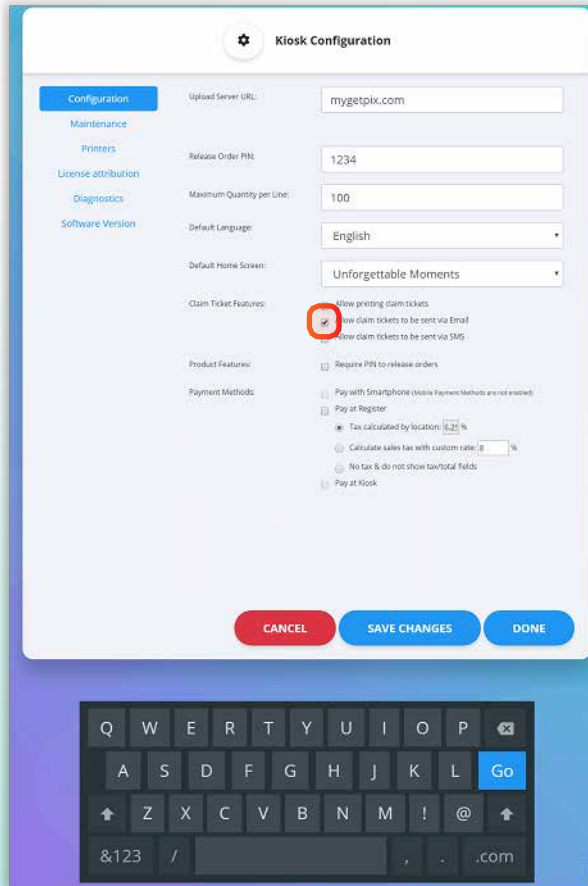 Kiosk Configuration
Configuration
Maintenance
Printers
License attribution
Diagnostics
Software Version
Upload Server URL: mygetpix.com
Release Order PIN: 1234
Maximum Quantity per Line: 100
Default Language: English
Default Home Screen: Unforgettable Moments
Claim Ticket Features: Allow printing claim tickets
Allow claim tickets to be sent via Email
Allow claim tickets to be sent via SMS
Product Features: Require PIN to release orders
Payment Methods: Pay with Smartphone (Mobile Payment Methods are not enabled)
Pay at Register
Tax calculated by location: 6.25 %
Calculate sales tax with custom rate: 8 %
No tax & do not show tax/total fields
Pay at Kiosk
CANCEL SAVE CHANGES DONE
Q W E R T Y U I O P
A S D F G H J K L Go
Z X C V B N M ! @
&123 / , . .com